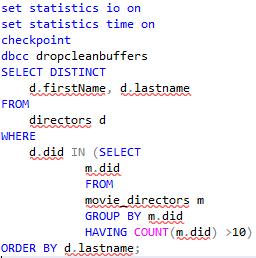 set statistics io on
set statistics time on
checkpoint
dbcc dropcleanbuffers
SELECT DISTINCT
d.firstName, d.lastname
FROM
directors d
WHERE
d.did IN (SELECT
m.did
FROM
movie_directors m
GROUP BY m.did
HAVING COUNT(m.did) >10)
ORDER BY d.lastname;